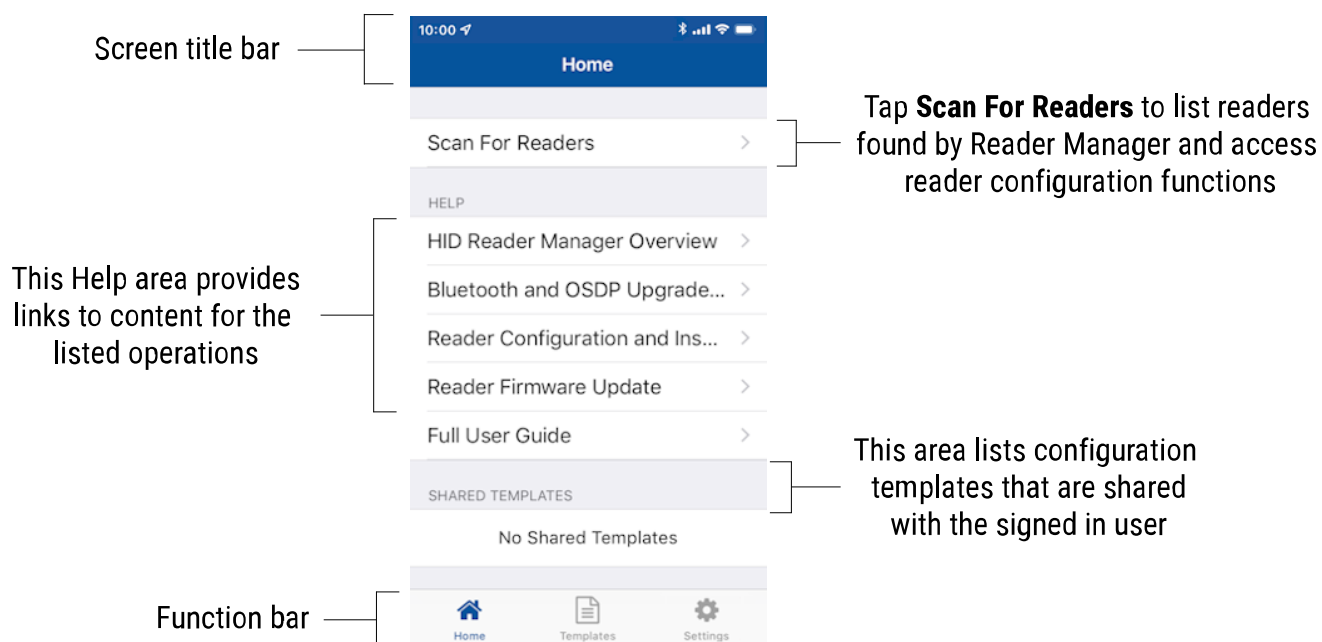 Screen title bar
10:00
Home
Scan For Readers
Tap Scan For Readers to list readers
found by Reader Manager and access
reader configuration functions
HELP
HID Reader Manager Overview
Bluetooth and OSDP Upgrade...
Reader Configuration and Ins...
Reader Firmware Update
Full User Guide
This Help area provides
links to content for the
listed operations
SHARED TEMPLATES
No Shared Templates
This area lists configuration
templates that are shared
with the signed in user
Function bar
Home Templates Settings